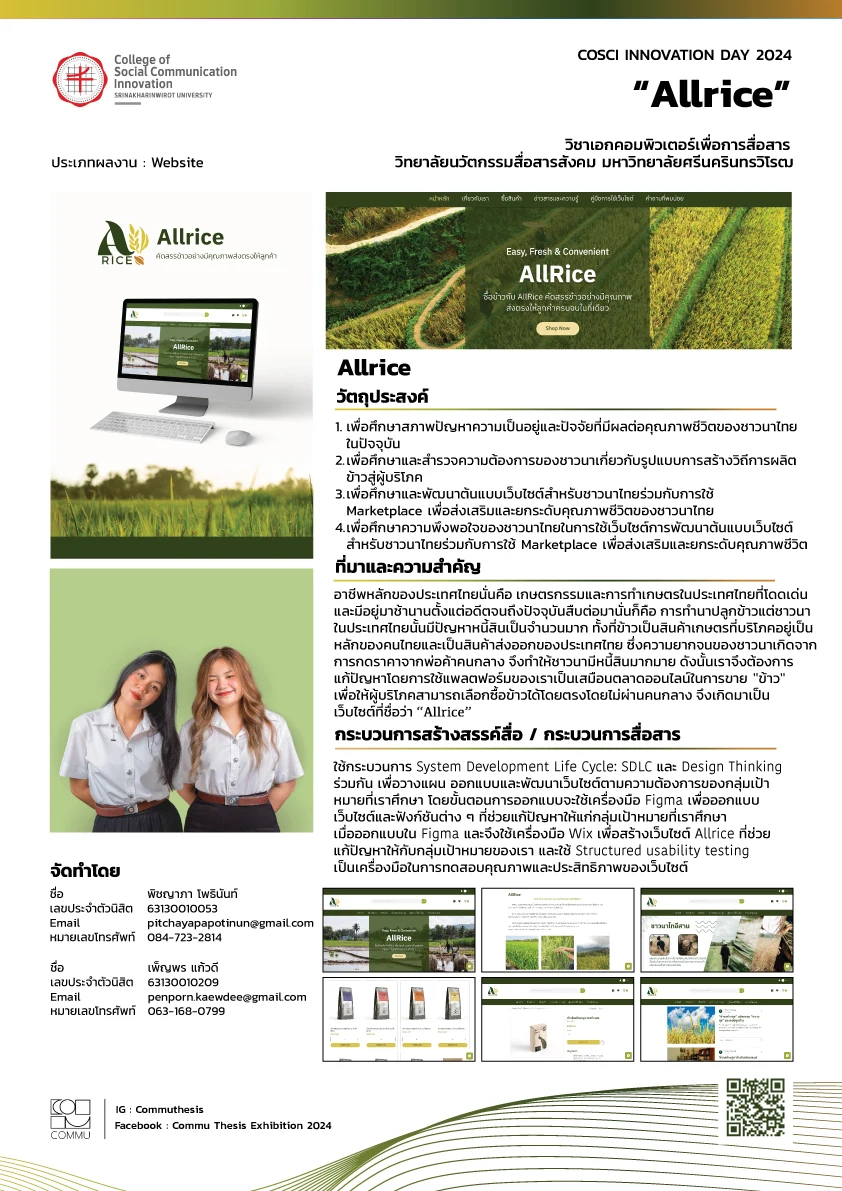 College of
Social Communication
Innovation
SRINAKHARINWIROT UNIVERSITY
COSCI INNOVATION DAY 2024
“Allrice”
วิชาเอกคอมพิวเตอร์เพื่อการสื่อสาร
ประเภทผลงาน : Website
วิทยาลัยนวัตกรรมสื่อสารสังคม มหาวิทยาลัยศรีนครินทรวิโรฒ
A
RICE
Allrice
คัดสรรข้าวอย่างมีคุณภาพส่งตรงให้ลูกค้า
AllRice
หน้าหลัก เกี่ยวกับเรา ซื้อสินค้า ข่าวสารและความรู้ คู่มือการใช้เว็บไซต์ คำถามที่พบบ่อย
Easy, Fresh & Convenient
AllRice
ซื้อข้าวกับ AllRice คัดสรรข้าวอย่างมีคุณภาพ
ส่งตรงให้ลูกค้าครบจบในที่เดียว
Shop Now
Allrice
วัตถุประสงค์
1. เพื่อศึกษาสภาพปัญหาความเป็นอยู่และปัจจัยที่มีผลต่อคุณภาพชีวิตของชาวนาไทย
ในปัจจุบัน
2.เพื่อศึกษาและสำรวจความต้องการของชาวนาเกี่ยวกับรูปแบบการสร้างวิถีการผลิต
ข้าวสู่ผู้บริโภค
3.เพื่อศึกษาและพัฒนาต้นแบบเว็บไซต์สำหรับชาวนาไทยร่วมกับการใช้
Marketplace เพื่อส่งเสริมและยกระดับคุณภาพชีวิตของชาวนาไทย
4.เพื่อศึกษาความพึงพอใจของชาวนาไทยในการใช้เว็บไซต์การพัฒนาต้นแบบเว็บไซต์
สำหรับชาวนาไทยร่วมกับการใช้ Marketplace เพื่อส่งเสริมและยกระดับคุณภาพชีวิต
ที่มาและความสำคัญ
อาชีพหลักของประเทศไทยนั่นคือ เกษตรกรรมและการทำเกษตรในประเทศไทยที่โดดเด่น
และมีอยู่มาช้านานตั้งแต่อดีตจนถึงปัจจุบันสืบต่อมานั่นก็คือ การทำนาปลูกข้าวแต่ชาวนา
ในประเทศไทยนั้นมีปัญหาหนี้สินเป็นจำนวนมาก ทั้งที่ข้าวเป็นสินค้าเกษตรที่บริโภคอยู่เป็น
หลักของคนไทยและเป็นสินค้าส่งออกของประเทศไทย ซึ่งความยากจนของชาวนาเกิดจาก
การกดราคาจากพ่อค้าคนกลาง จึงทำให้ชาวนามีหนี้สินมากมาย ดังนั้นเราจึงต้องการ
แก้ปัญหาโดยการใช้แพลตฟอร์มของเราเป็นเสมือนตลาดออนไลน์ในการขาย "ข้าว"
เพื่อให้ผู้บริโภคสามารถเลือกซื้อข้าวได้โดยตรงโดยไม่ผ่านคนกลาง จึงเกิดมาเป็น
เว็บไซต์ที่ชื่อว่า “Allrice”
กระบวนการสร้างสรรค์สื่อ / กระบวนการสื่อสาร
ใช้กระบวนการ System Development Life Cycle: SDLC และ Design Thinking
ร่วมกัน เพื่อวางแผน ออกแบบและพัฒนาเว็บไซต์ตามความต้องการของกลุ่มเป้า
หมายที่เราศึกษา โดยขั้นตอนการออกแบบจะใช้เครื่องมือ Figma เพื่อออกแบบ
เว็บไซต์และฟังก์ชันต่าง ๆ ที่ช่วยแก้ปัญหาให้แก่กลุ่มเป้าหมายที่เราศึกษา
เมื่อออกแบบใน Figma และจึงใช้เครื่องมือ Wix เพื่อสร้างเว็บไซต์ Allrice ที่ช่วย
แก้ปัญหาให้กับกลุ่มเป้าหมายของเรา และใช้ Structured usability testing
เป็นเครื่องมือในการทดสอบคุณภาพและประสิทธิภาพของเว็บไซต์
จัดทำโดย
ชื่อ พิชญาภา โพธินันท์
เลขประจำตัวนิสิต 63130010053
Email pitchayapapotinun@gmail.com
หมายเลขโทรศัพท์ 084-723-2814
ชื่อ เพ็ญพร แก้วดี
เลขประจำตัวนิสิต 63130010209
Email penporn.kaewdee@gmail.com
หมายเลขโทรศัพท์ 063-168-0799
AllRice
ชาวนาไทอีสาน
COMMU
IG : Commuthesis
Facebook : Commu Thesis Exhibition 2024